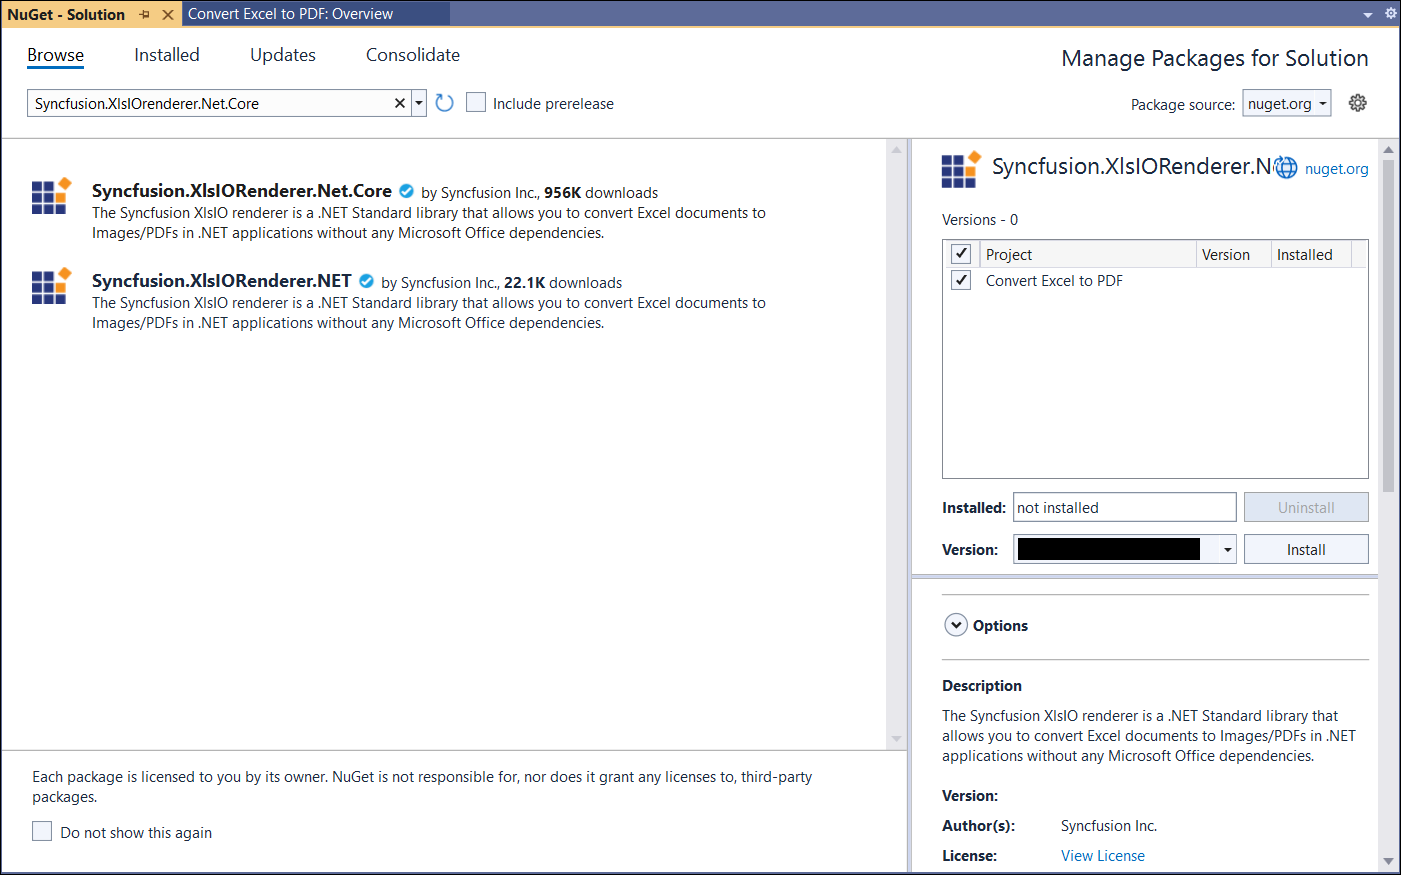 NuGet - Solution
Convert Excel to PDF: Overview
Browse
Installed
Updates
Consolidate
Manage Packages for Solution
Syncfusion.XlsIOrenderer.Net.Core
Include prerelease
Package source: nuget.org
Syncfusion.XlsIORenderer.Net.Core by Syncfusion Inc., 956K downloads
The Syncfusion XlsIO renderer is a .NET Standard library that allows you to convert Excel documents to
Images/PDFs in .NET applications without any Microsoft Office dependencies.
Syncfusion.XlsIORenderer.NET by Syncfusion Inc., 22.1K downloads
The Syncfusion XlsIO renderer is a .NET Standard library that allows you to convert Excel documents to
Images/PDFs in .NET applications without any Microsoft Office dependencies.
Each package is licensed to you by its owner. NuGet is not responsible for, nor does it grant any licenses to, third-party
packages.
Do not show this again
Syncfusion.XlsIORenderer.N
nuget.org
Versions - 0
Project
Version
Installed
Convert Excel to PDF
Installed: not installed
Uninstall
Version:
Install
Options
Description
The Syncfusion XlsIO renderer is a .NET Standard library that
allows you to convert Excel documents to Images/PDFs in .NET
applications without any Microsoft Office dependencies.
Version:
Author(s): Syncfusion Inc.
License: View License